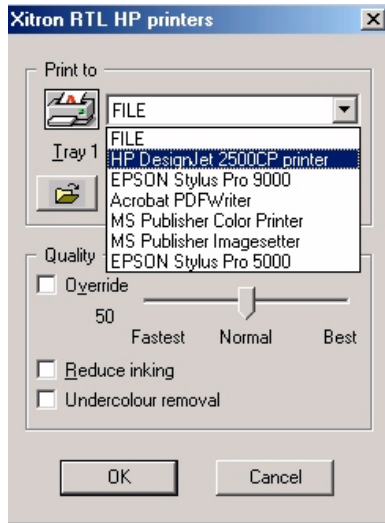 Xitron RTL HP printers
Print to
FILE
FILE
Tray 1
HP DesignJet 2500CP printer
EPSON Stylus Pro 9000
Acrobat PDFWriter
MS Publisher Color Printer
MS Publisher Imagesetter
EPSON Stylus Pro 5000
Quality
Override
50
Fastest Normal Best
Reduce inking
Undercolour removal
OK Cancel